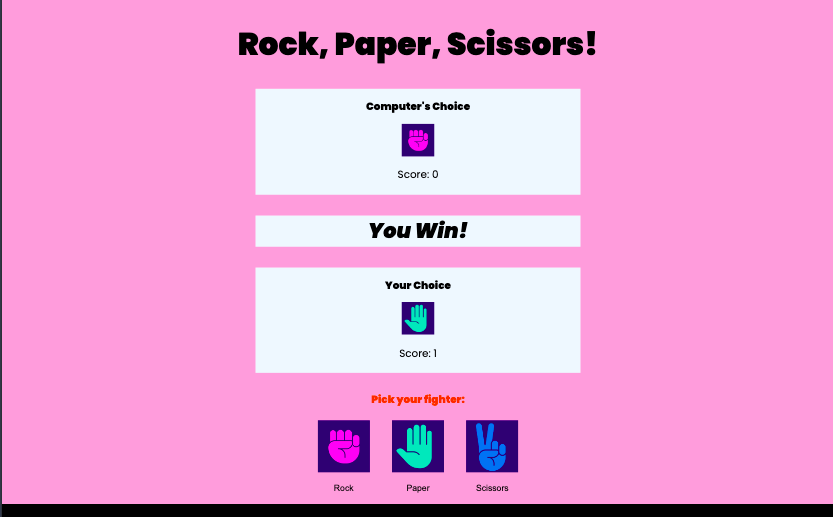 Rock, Paper, Scissors!
Computer's Choice
Score: 0
You Win!
Your Choice
Score: 1
Pick your fighter:
Rock Paper Scissors